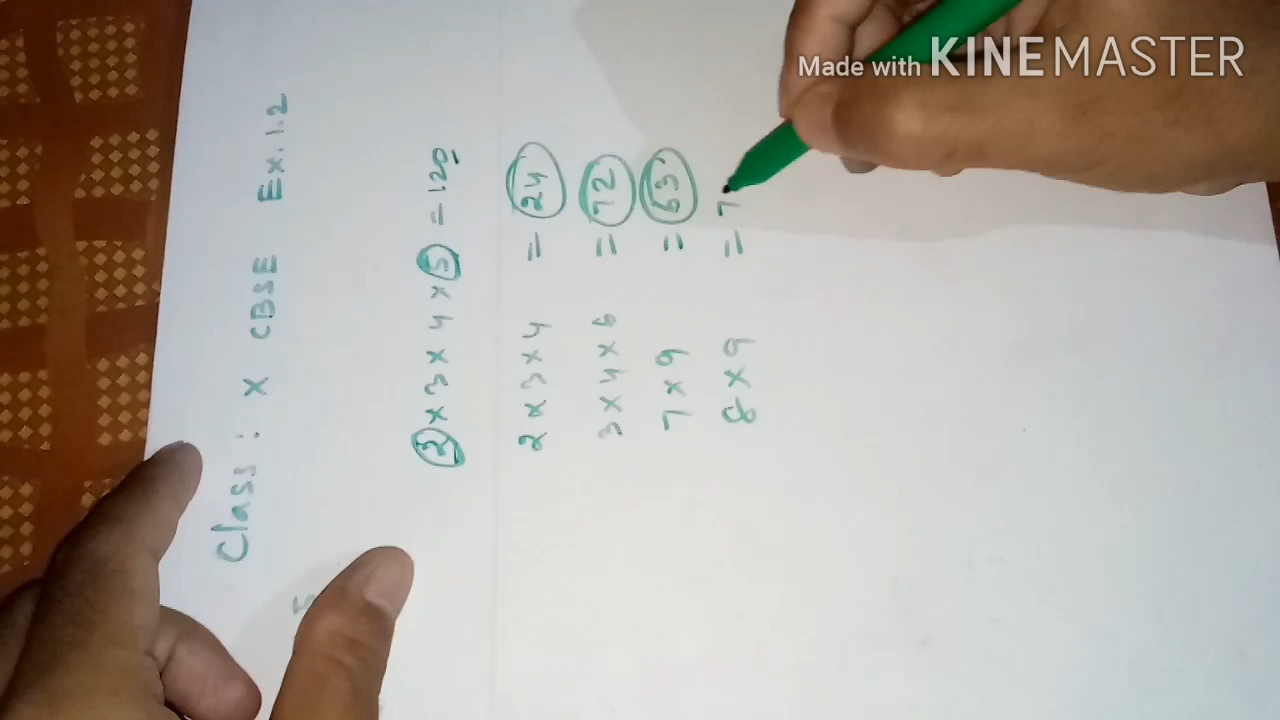 Made with KINEMASTER
Class : X CBSE Ex. 1.2
5
2 × 3 × 4 × 5 = 120
2 × 3 × 4 = 24
3 × 4 × 6 = 72
7 × 9 = 63
8 × 9 = 7